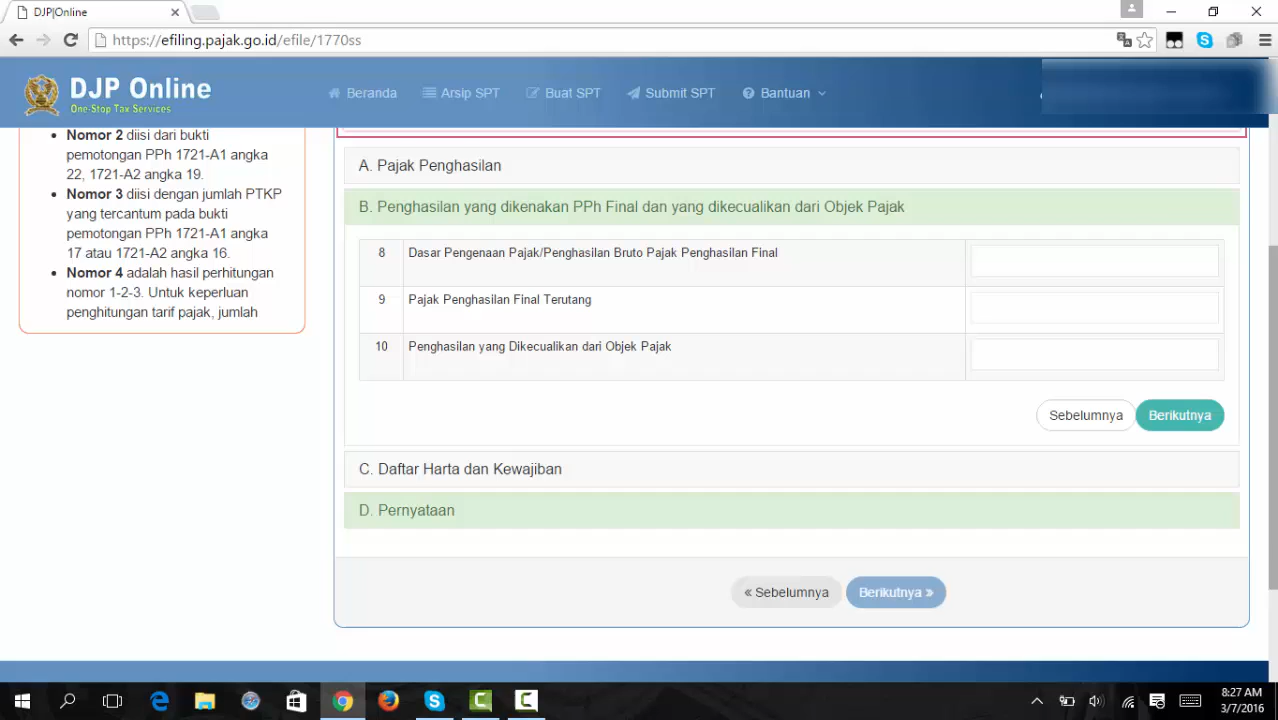 DJP|Online
https://efiling.pajak.go.id/efile/1770ss
DJP Online
One-Stop Tax Services
Beranda
Arsip SPT
Buat SPT
Submit SPT
Bantuan
Nomor 2 diisi dari bukti
pemotongan PPh 1721-A1 angka
22, 1721-A2 angka 19.
Nomor 3 diisi dengan jumlah PTKP
yang tercantum pada bukti
pemotongan PPh 1721-A1 angka
17 atau 1721-A2 angka 16.
Nomor 4 adalah hasil perhitungan
nomor 1-2-3. Untuk keperluan
penghitungan tarif pajak, jumlah
A. Pajak Penghasilan
B. Penghasilan yang dikenakan PPh Final dan yang dikecualikan dari Objek Pajak
8 Dasar Pengenaan Pajak/Penghasilan Bruto Pajak Penghasilan Final
9 Pajak Penghasilan Final Terutang
10 Penghasilan yang Dikecualikan dari Objek Pajak
Sebelumnya Berikutnya
C. Daftar Harta dan Kewajiban
D. Pernyataan
« Sebelumnya Berikutnya »
8:27 AM
3/7/2016